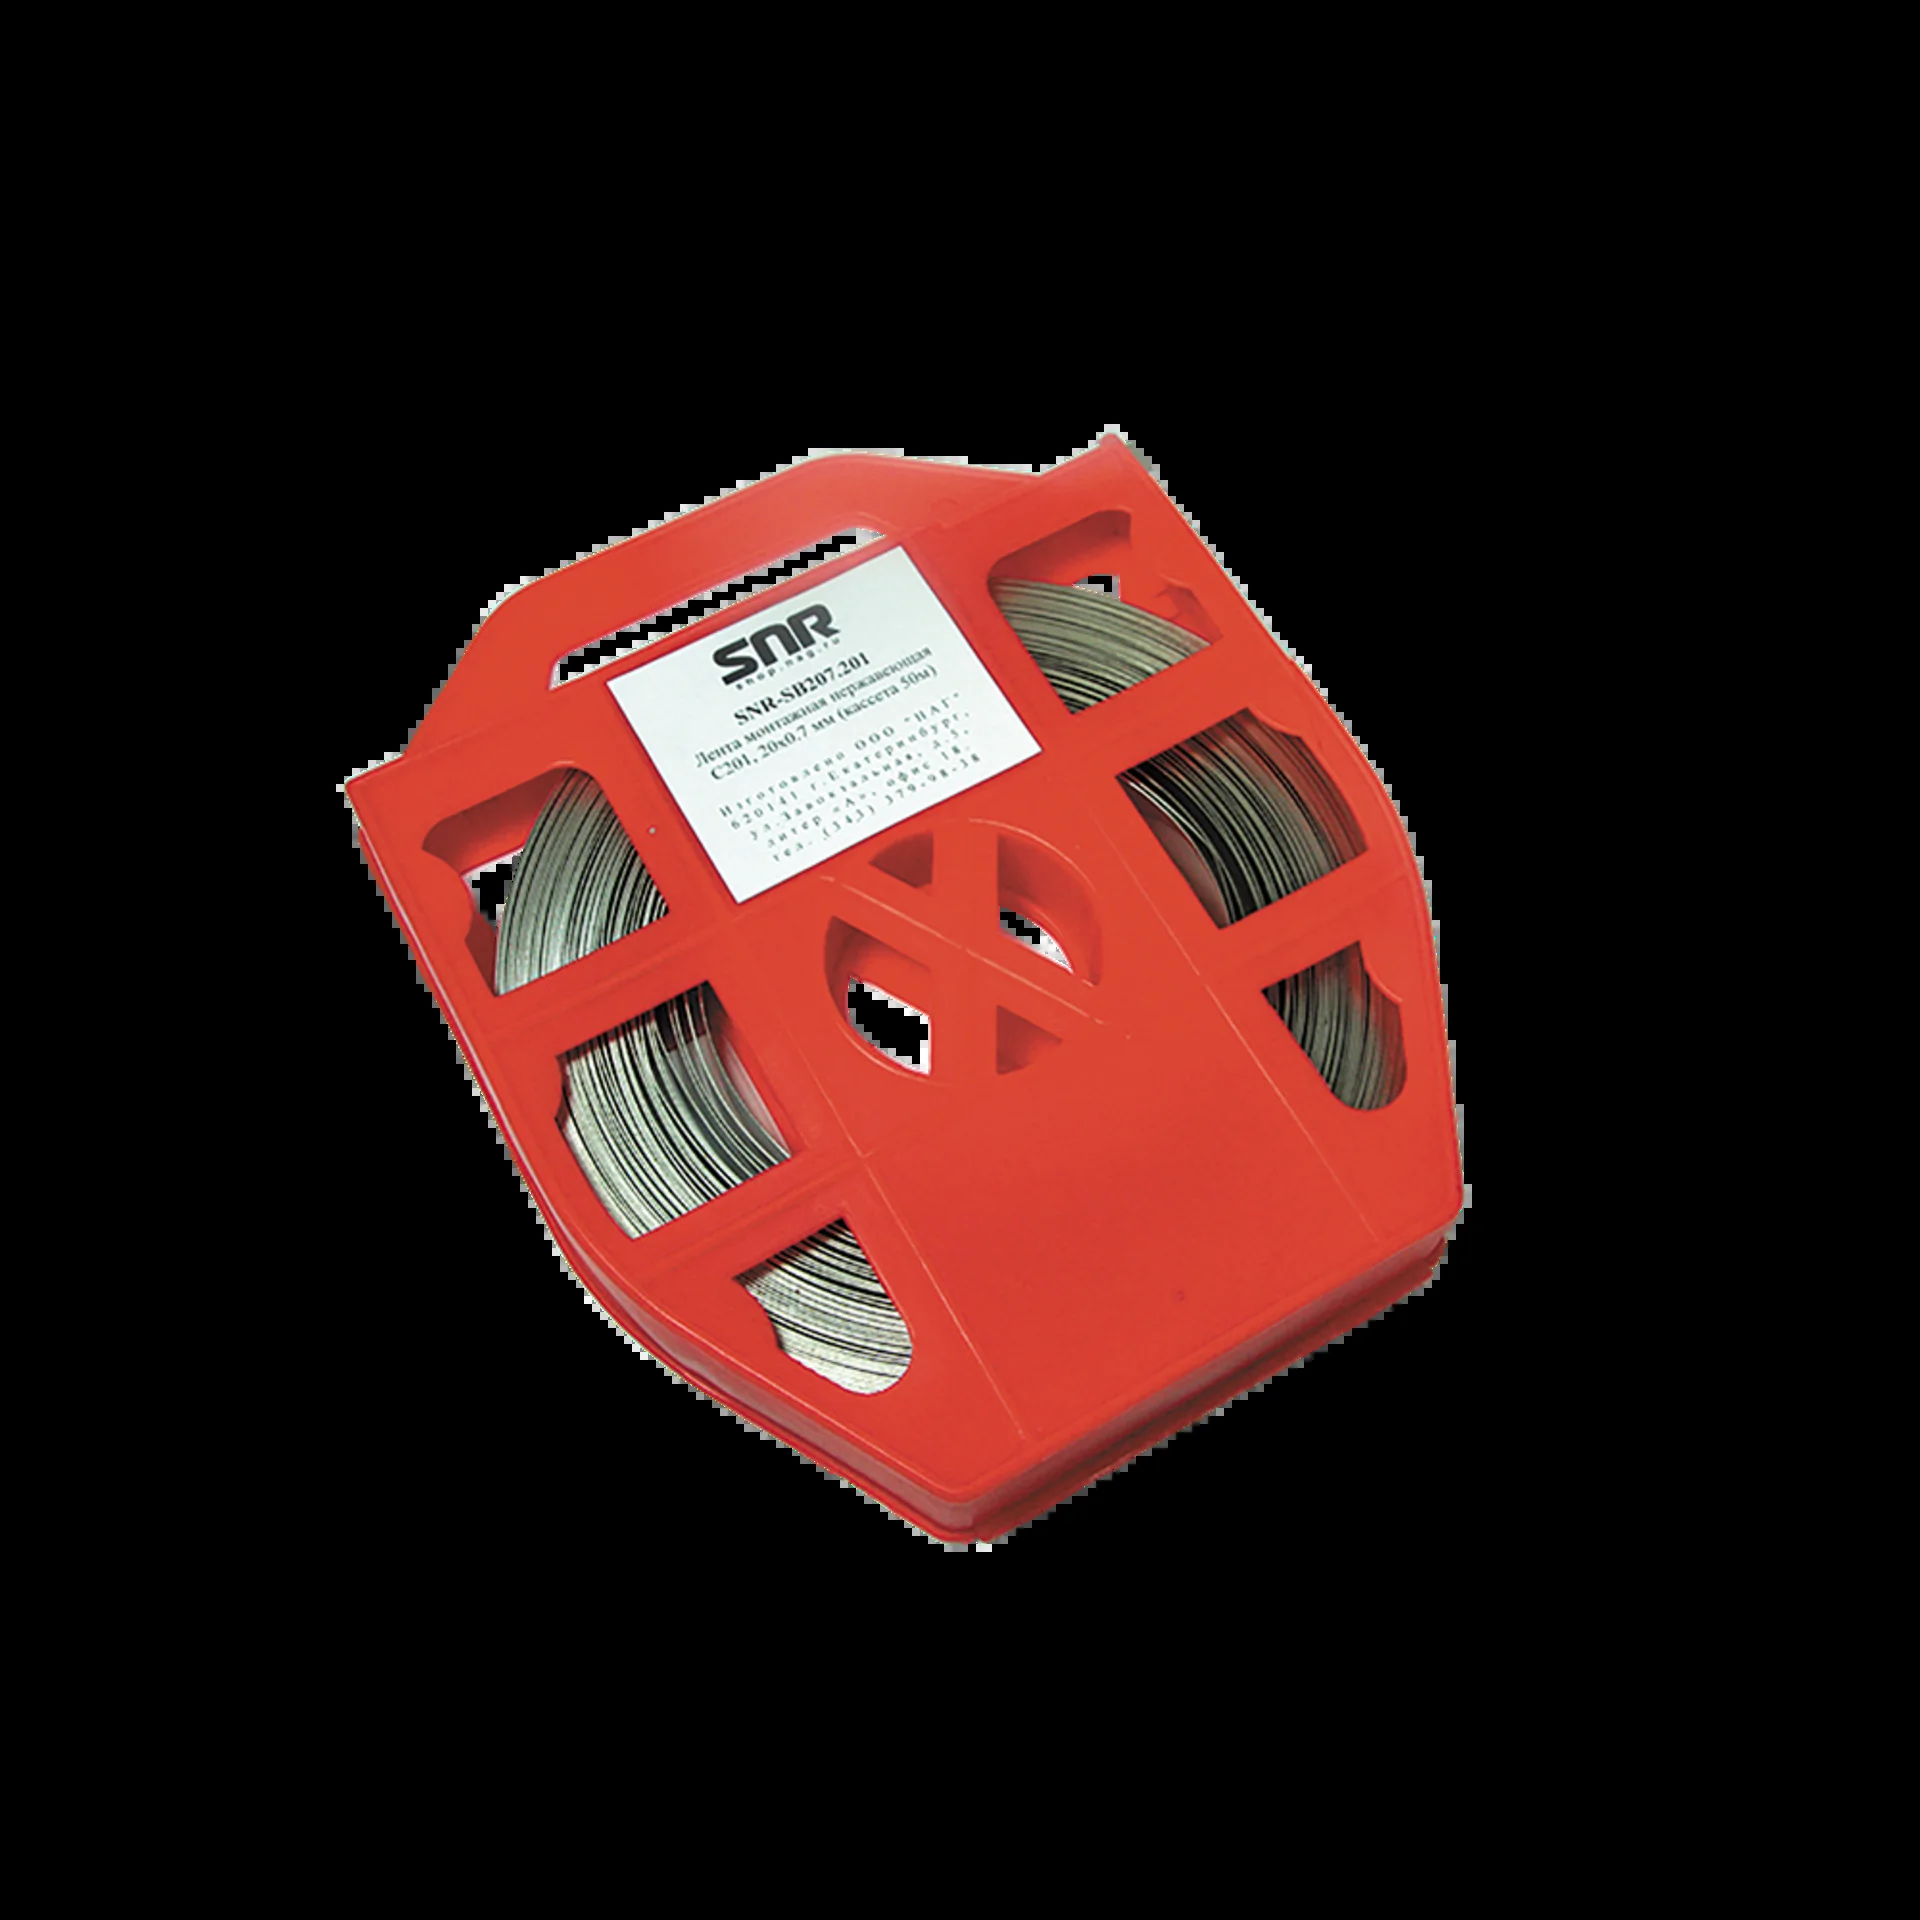 SNR
shop.nag.ru
SNR-SB207.201
Лента монтажная нержавеющая
C201, 20x0.7 мм (кассета 50м)
Изготовлено ООО "НАГ"
620141 г.Екатеринбург,
ул.Завокзальная, д.5,
литер «А», офис 18.
тел. (343) 379-98-38